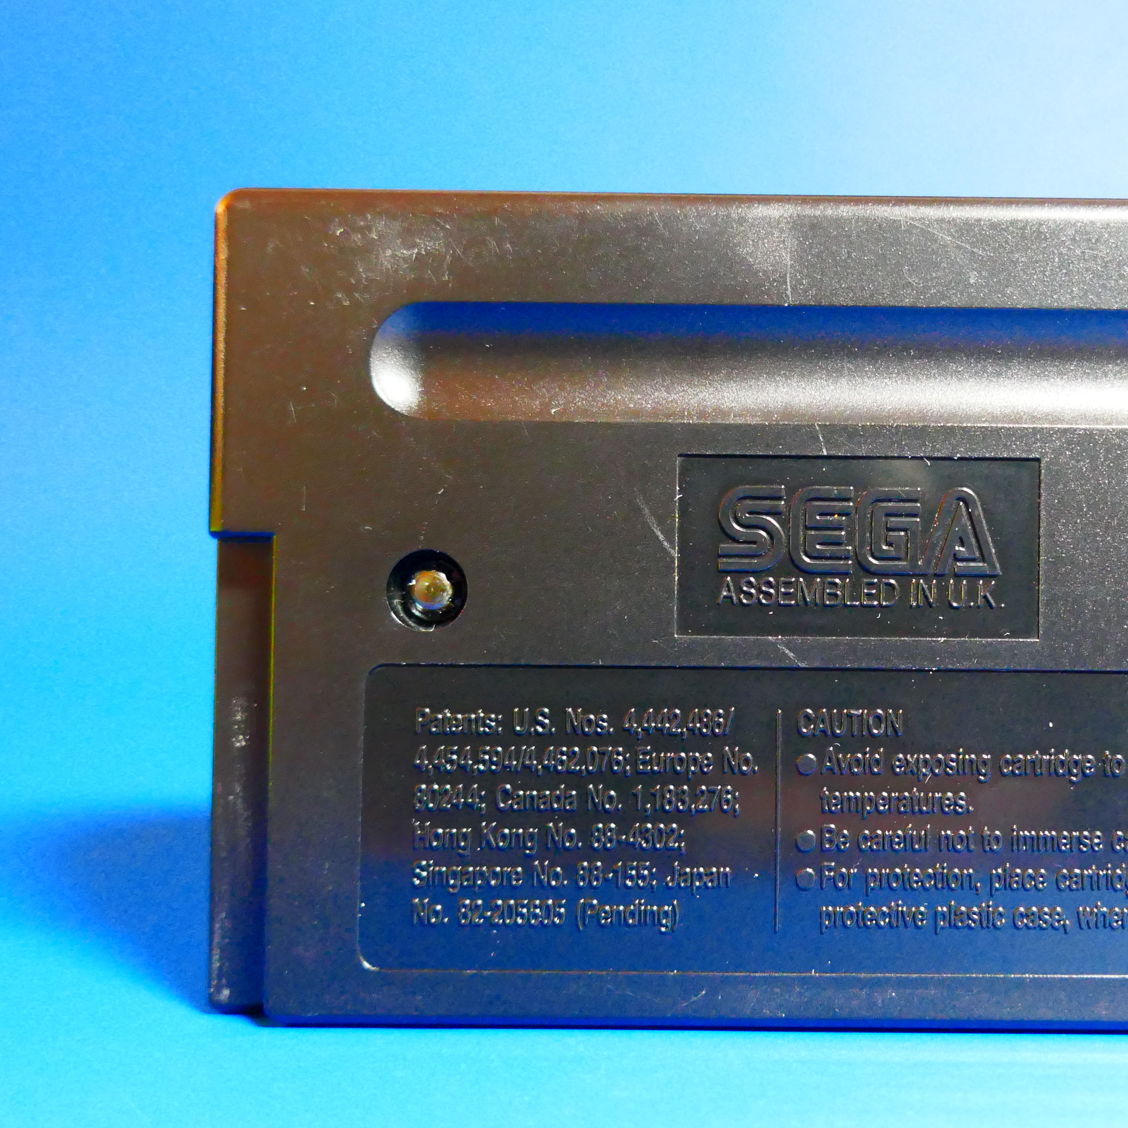 SEGA
ASSEMBLED IN U.K.
Patents: U.S. Nos. 4,442,486/
4,454,594/4,462,076; Europe No.
80244; Canada No. 1,183,276;
Hong Kong No. 88-4302;
Singapore No. 88-155; Japan
No. 82-205605 (Pending)
CAUTION
● Avoid exposing cartridge to
temperatures.
● Be careful not to immerse
● For protection, place
protective plastic case,